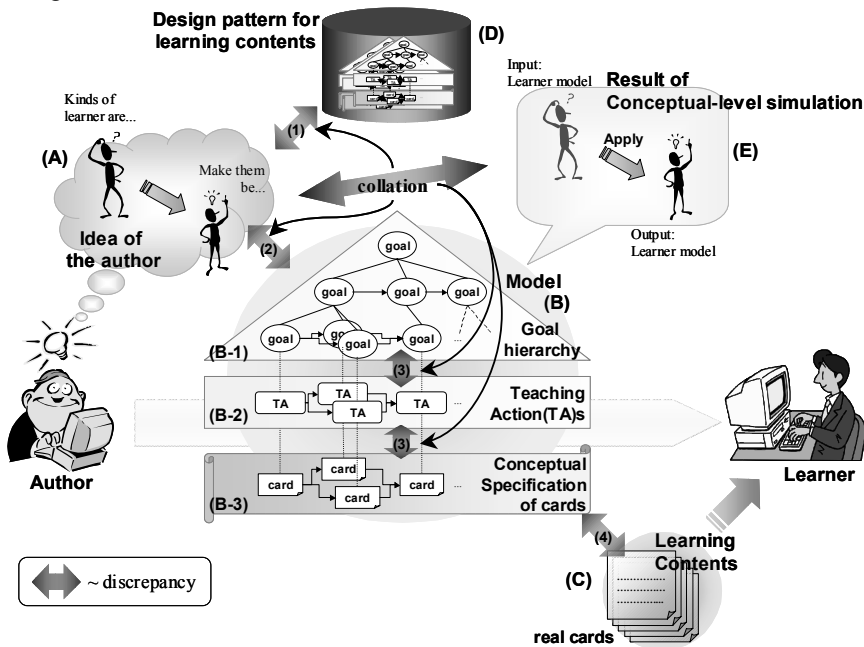 Design pattern for
learning contents
(D)
Input:
Learner model
Result of
Conceptual-level simulation
Apply
(E)
Output:
Learner model
Kinds of
learner are...
?
(A)
Make them
be...
Idea of
the author
(1)
collation
(2)
goal
goal
goal
goal
goal
goal
goal
...
Model
(B)
Goal
hierarchy
(B-1)
(3)
(B-2)
TA
TA
TA
TA
...
Teaching
Action(TA)s
(3)
(B-3)
card
card
card
card
...
Conceptual
Specification
of cards
Author
Learner
(4)
Learning
Contents
(C)
real cards
~ discrepancy